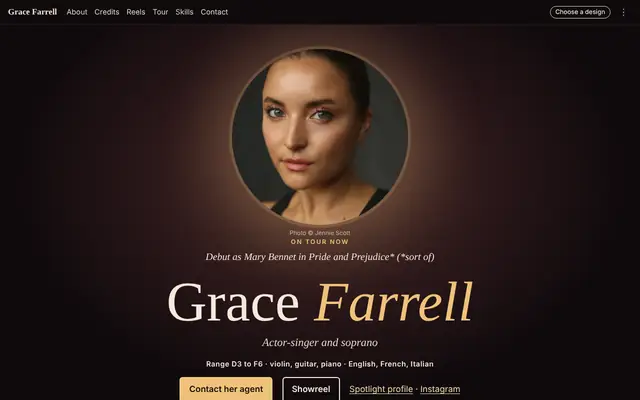 Grace Farrell About Credits Reels Tour Skills Contact Choose a design
Photo © Jennie Scott
ON TOUR NOW
Debut as Mary Bennet in Pride and Prejudice* (*sort of)
Grace Farrell
Actor-singer and soprano
Range D3 to F6 · violin, guitar, piano · English, French, Italian
Contact her agent Showreel Spotlight profile · Instagram